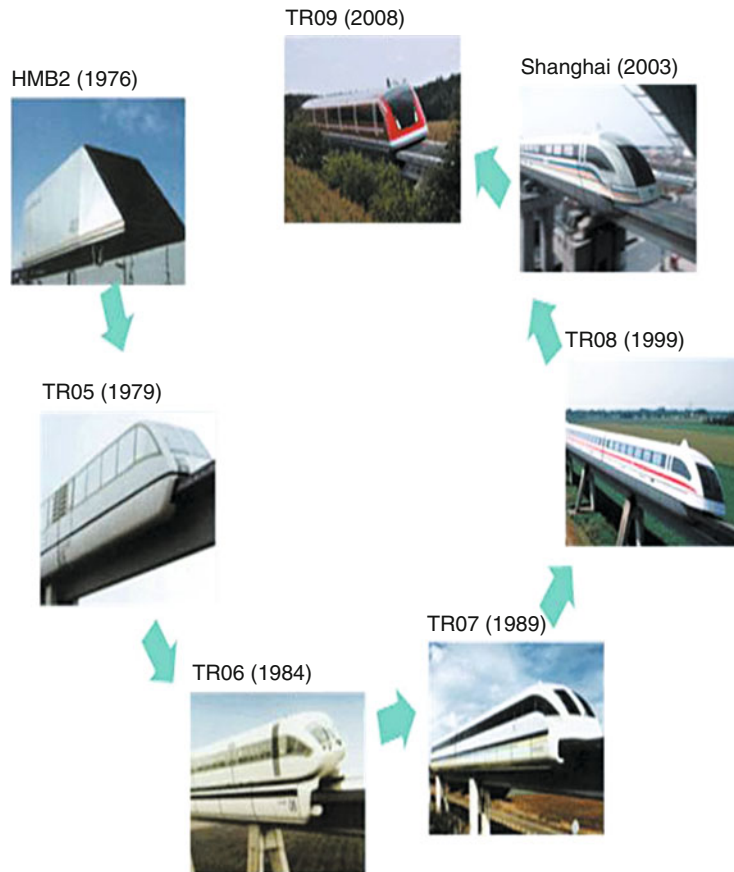 HMB2 (1976)
TR05 (1979)
TR06 (1984)
TR07 (1989)
TR08 (1999)
Shanghai (2003)
TR09 (2008)